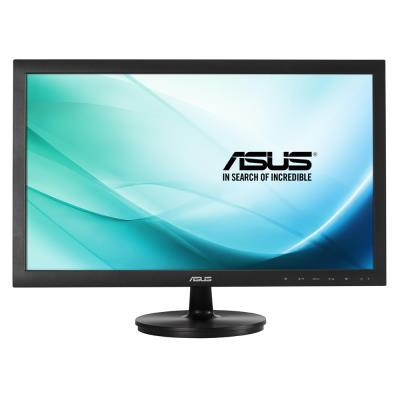 ASUS®
IN SEARCH OF INCREDIBLE
ASUS